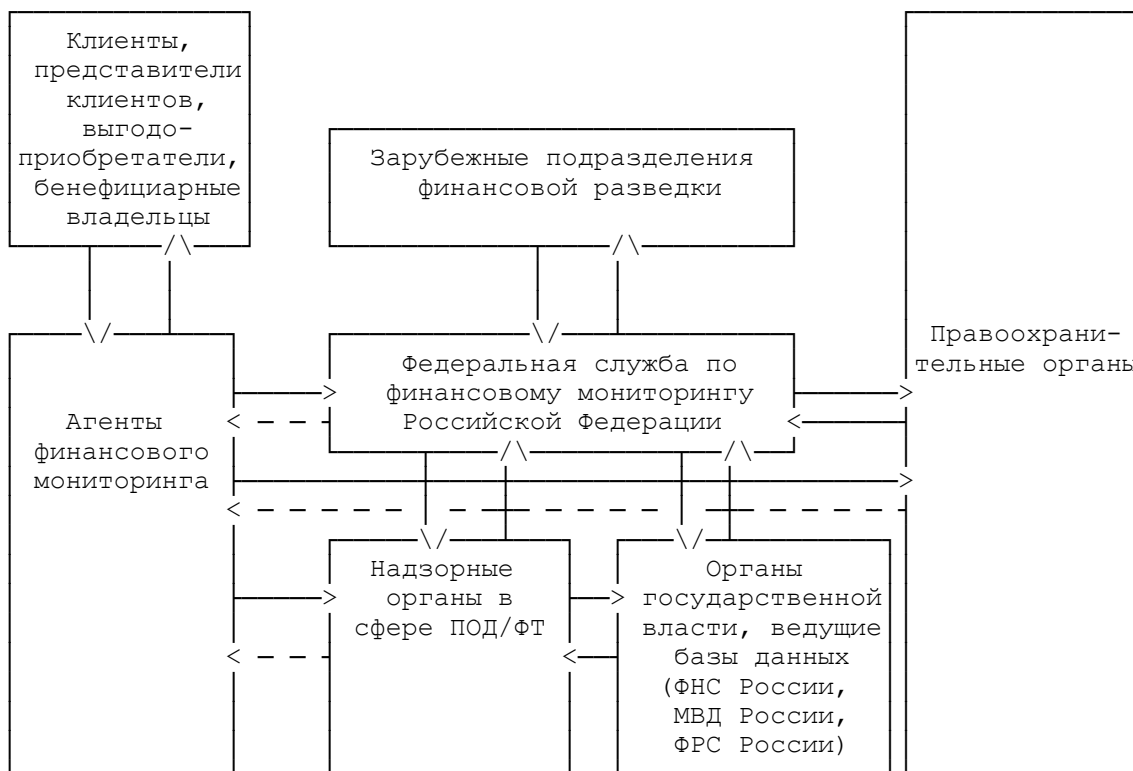 Клиенты,
представители
клиентов,
выгодо-
приобретатели,
бенефициарные
владельцы
Зарубежные подразделения
финансовой разведки
Правоохрани-
тельные органы
Федеральная служба по
финансовому мониторингу
Российской Федерации
Агенты
финансового
мониторинга
Надзорные
органы в
сфере ПОД/ФТ
Органы
государственной
власти, ведущие
базы данных
(ФНС России,
МВД России,
ФРС России)